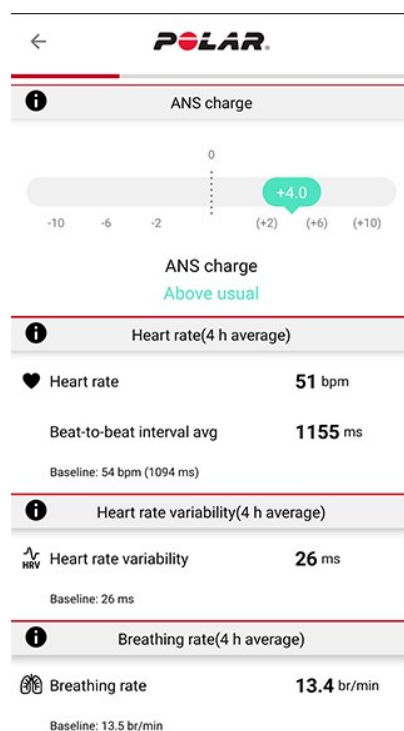 POLAR.
ANS charge
0
+4.0
-10 -6 -2 (+2) (+6) (+10)
ANS charge
Above usual
Heart rate(4 h average)
Heart rate 51 bpm
Beat-to-beat interval avg 1155 ms
Baseline: 54 bpm (1094 ms)
Heart rate variability(4 h average)
HRV Heart rate variability 26 ms
Baseline: 26 ms
Breathing rate(4 h average)
Breathing rate 13.4 br/min
Baseline: 13.5 br/min